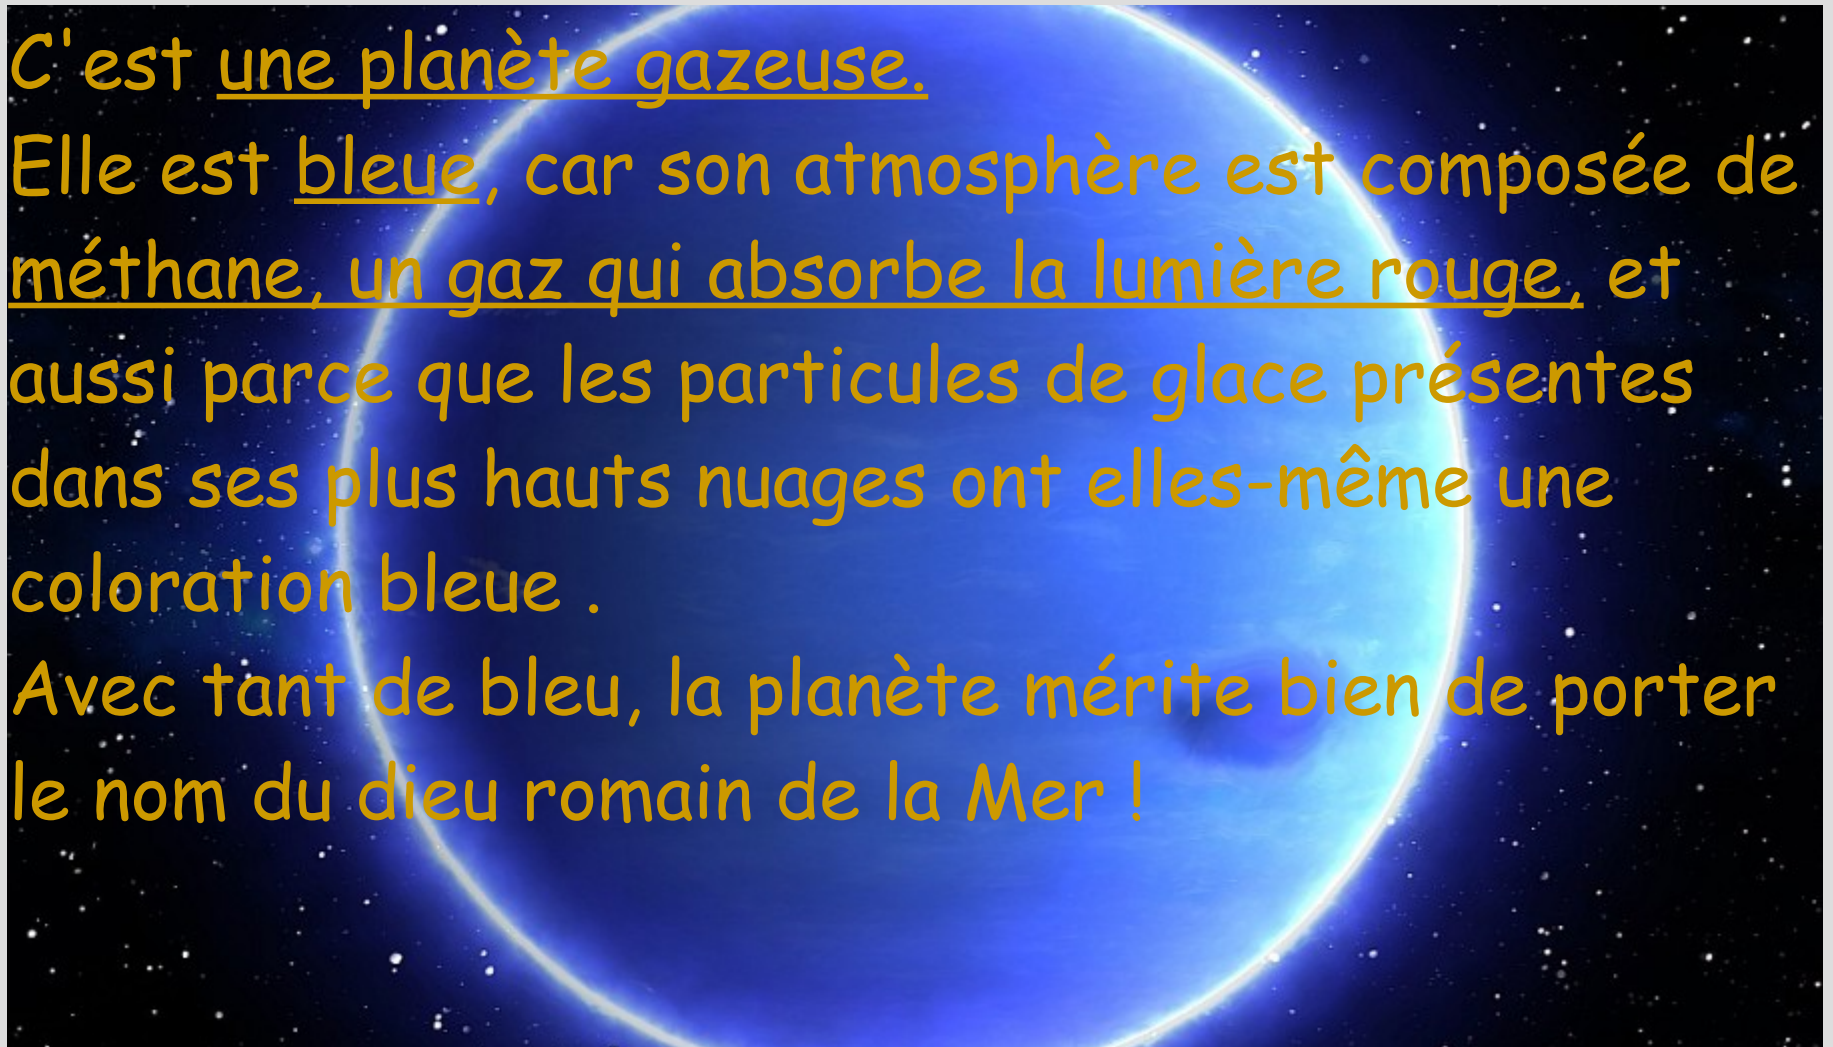 C'est une planète gazeuse.
Elle est bleue, car son atmosphère est composée de
méthane, un gaz qui absorbe la lumière rouge, et
aussi parce que les particules de glace présentes
dans ses plus hauts nuages ont elles-même une
coloration bleue .
Avec tant de bleu, la planète mérite bien de porter
le nom du dieu romain de la Mer !